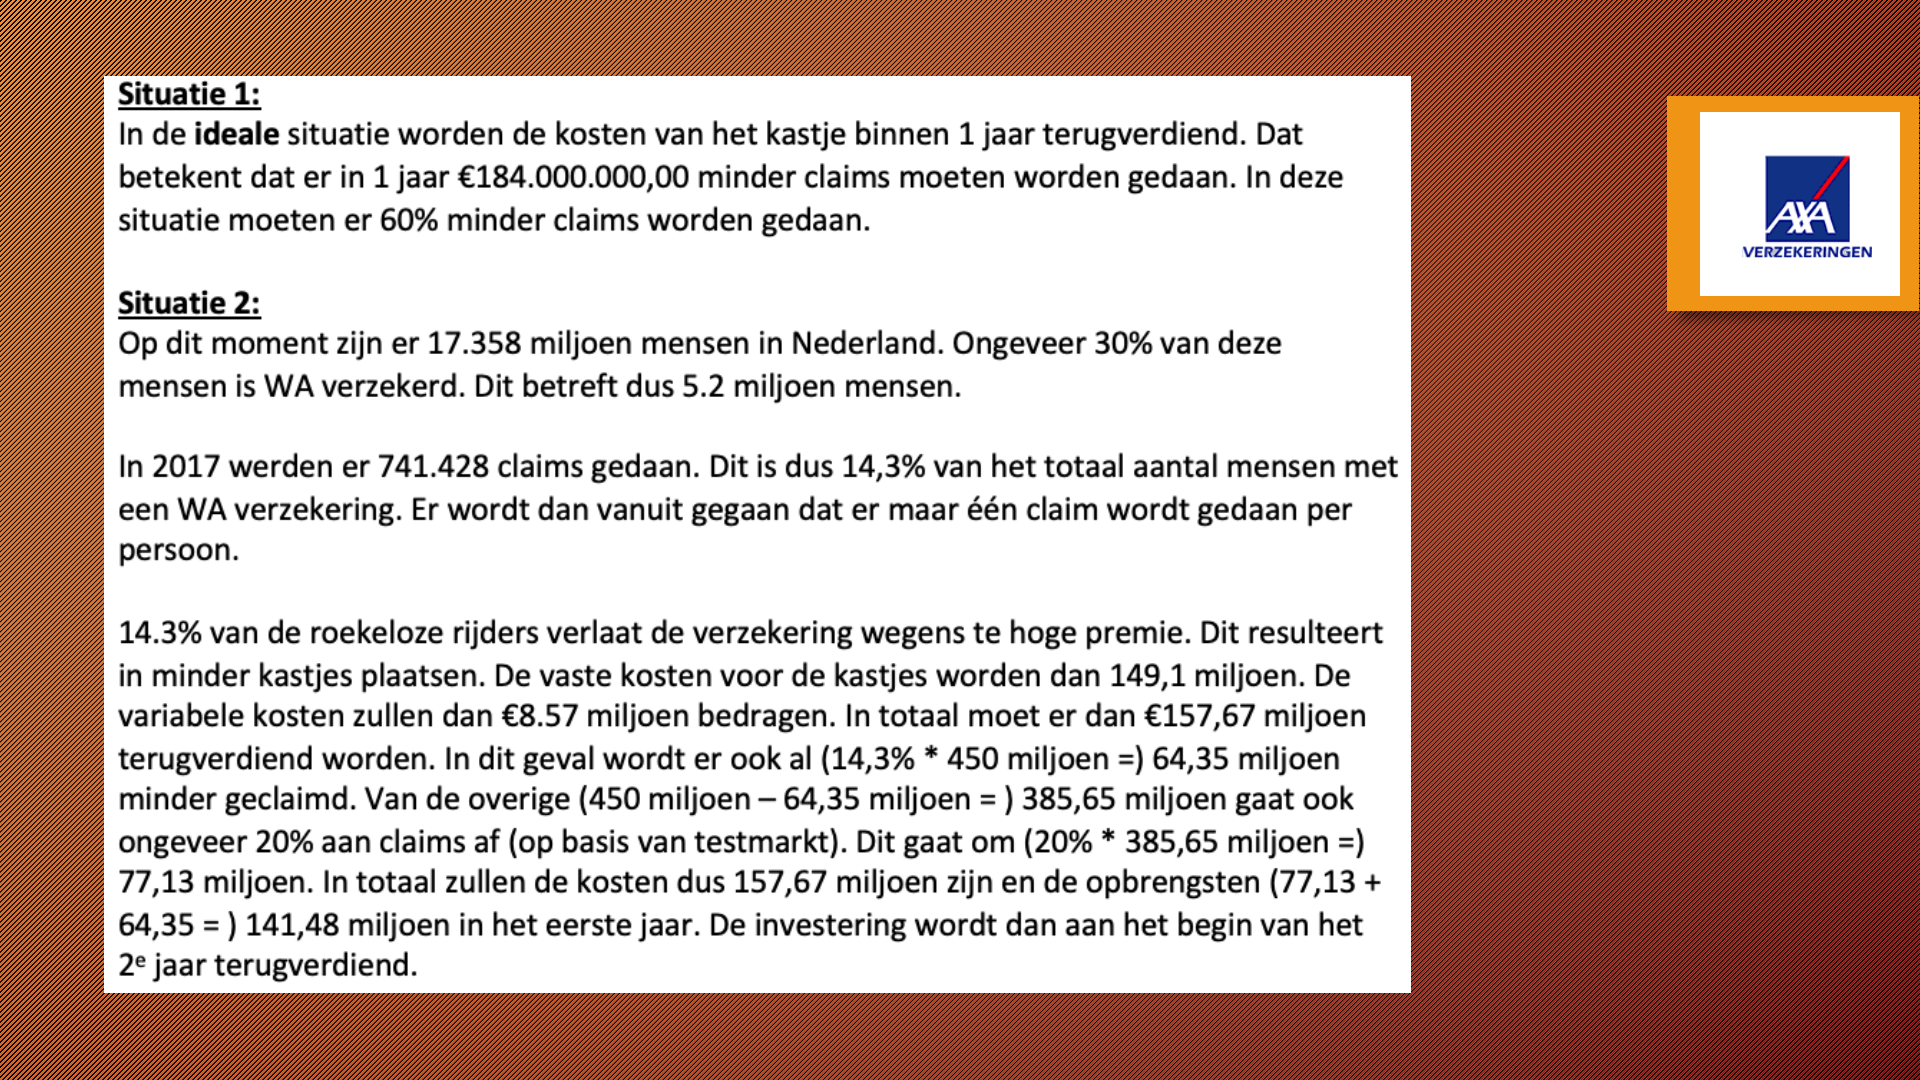 Situatie 1:
In de ideale situatie worden de kosten van het kastje binnen 1 jaar terugverdiend. Dat
betekent dat er in 1 jaar €184.000.000,00 minder claims moeten worden gedaan. In deze
situatie moeten er 60% minder claims worden gedaan.
Situatie 2:
Op dit moment zijn er 17.358 miljoen mensen in Nederland. Ongeveer 30% van deze
mensen is WA verzekerd. Dit betreft dus 5.2 miljoen mensen.
In 2017 werden er 741.428 claims gedaan. Dit is dus 14,3% van het totaal aantal mensen met
een WA verzekering. Er wordt dan vanuit gegaan dat er maar één claim wordt gedaan per
persoon.
14.3% van de roekeloze rijders verlaat de verzekering wegens te hoge premie. Dit resulteert
in minder kastjes plaatsen. De vaste kosten voor de kastjes worden dan 149,1 miljoen. De
variabele kosten zullen dan €8.57 miljoen bedragen. In totaal moet er dan €157,67 miljoen
terugverdiend worden. In dit geval wordt er ook al (14,3% * 450 miljoen =) 64,35 miljoen
minder geclaimd. Van de overige (450 miljoen – 64,35 miljoen = ) 385,65 miljoen gaat ook
ongeveer 20% aan claims af (op basis van testmarkt). Dit gaat om (20% * 385,65 miljoen =)
77,13 miljoen. In totaal zullen de kosten dus 157,67 miljoen zijn en de opbrengsten (77,13 +
64,35 = ) 141,48 miljoen in het eerste jaar. De investering wordt dan aan het begin van het
2e jaar terugverdiend.
AXA
VERZEKERINGEN